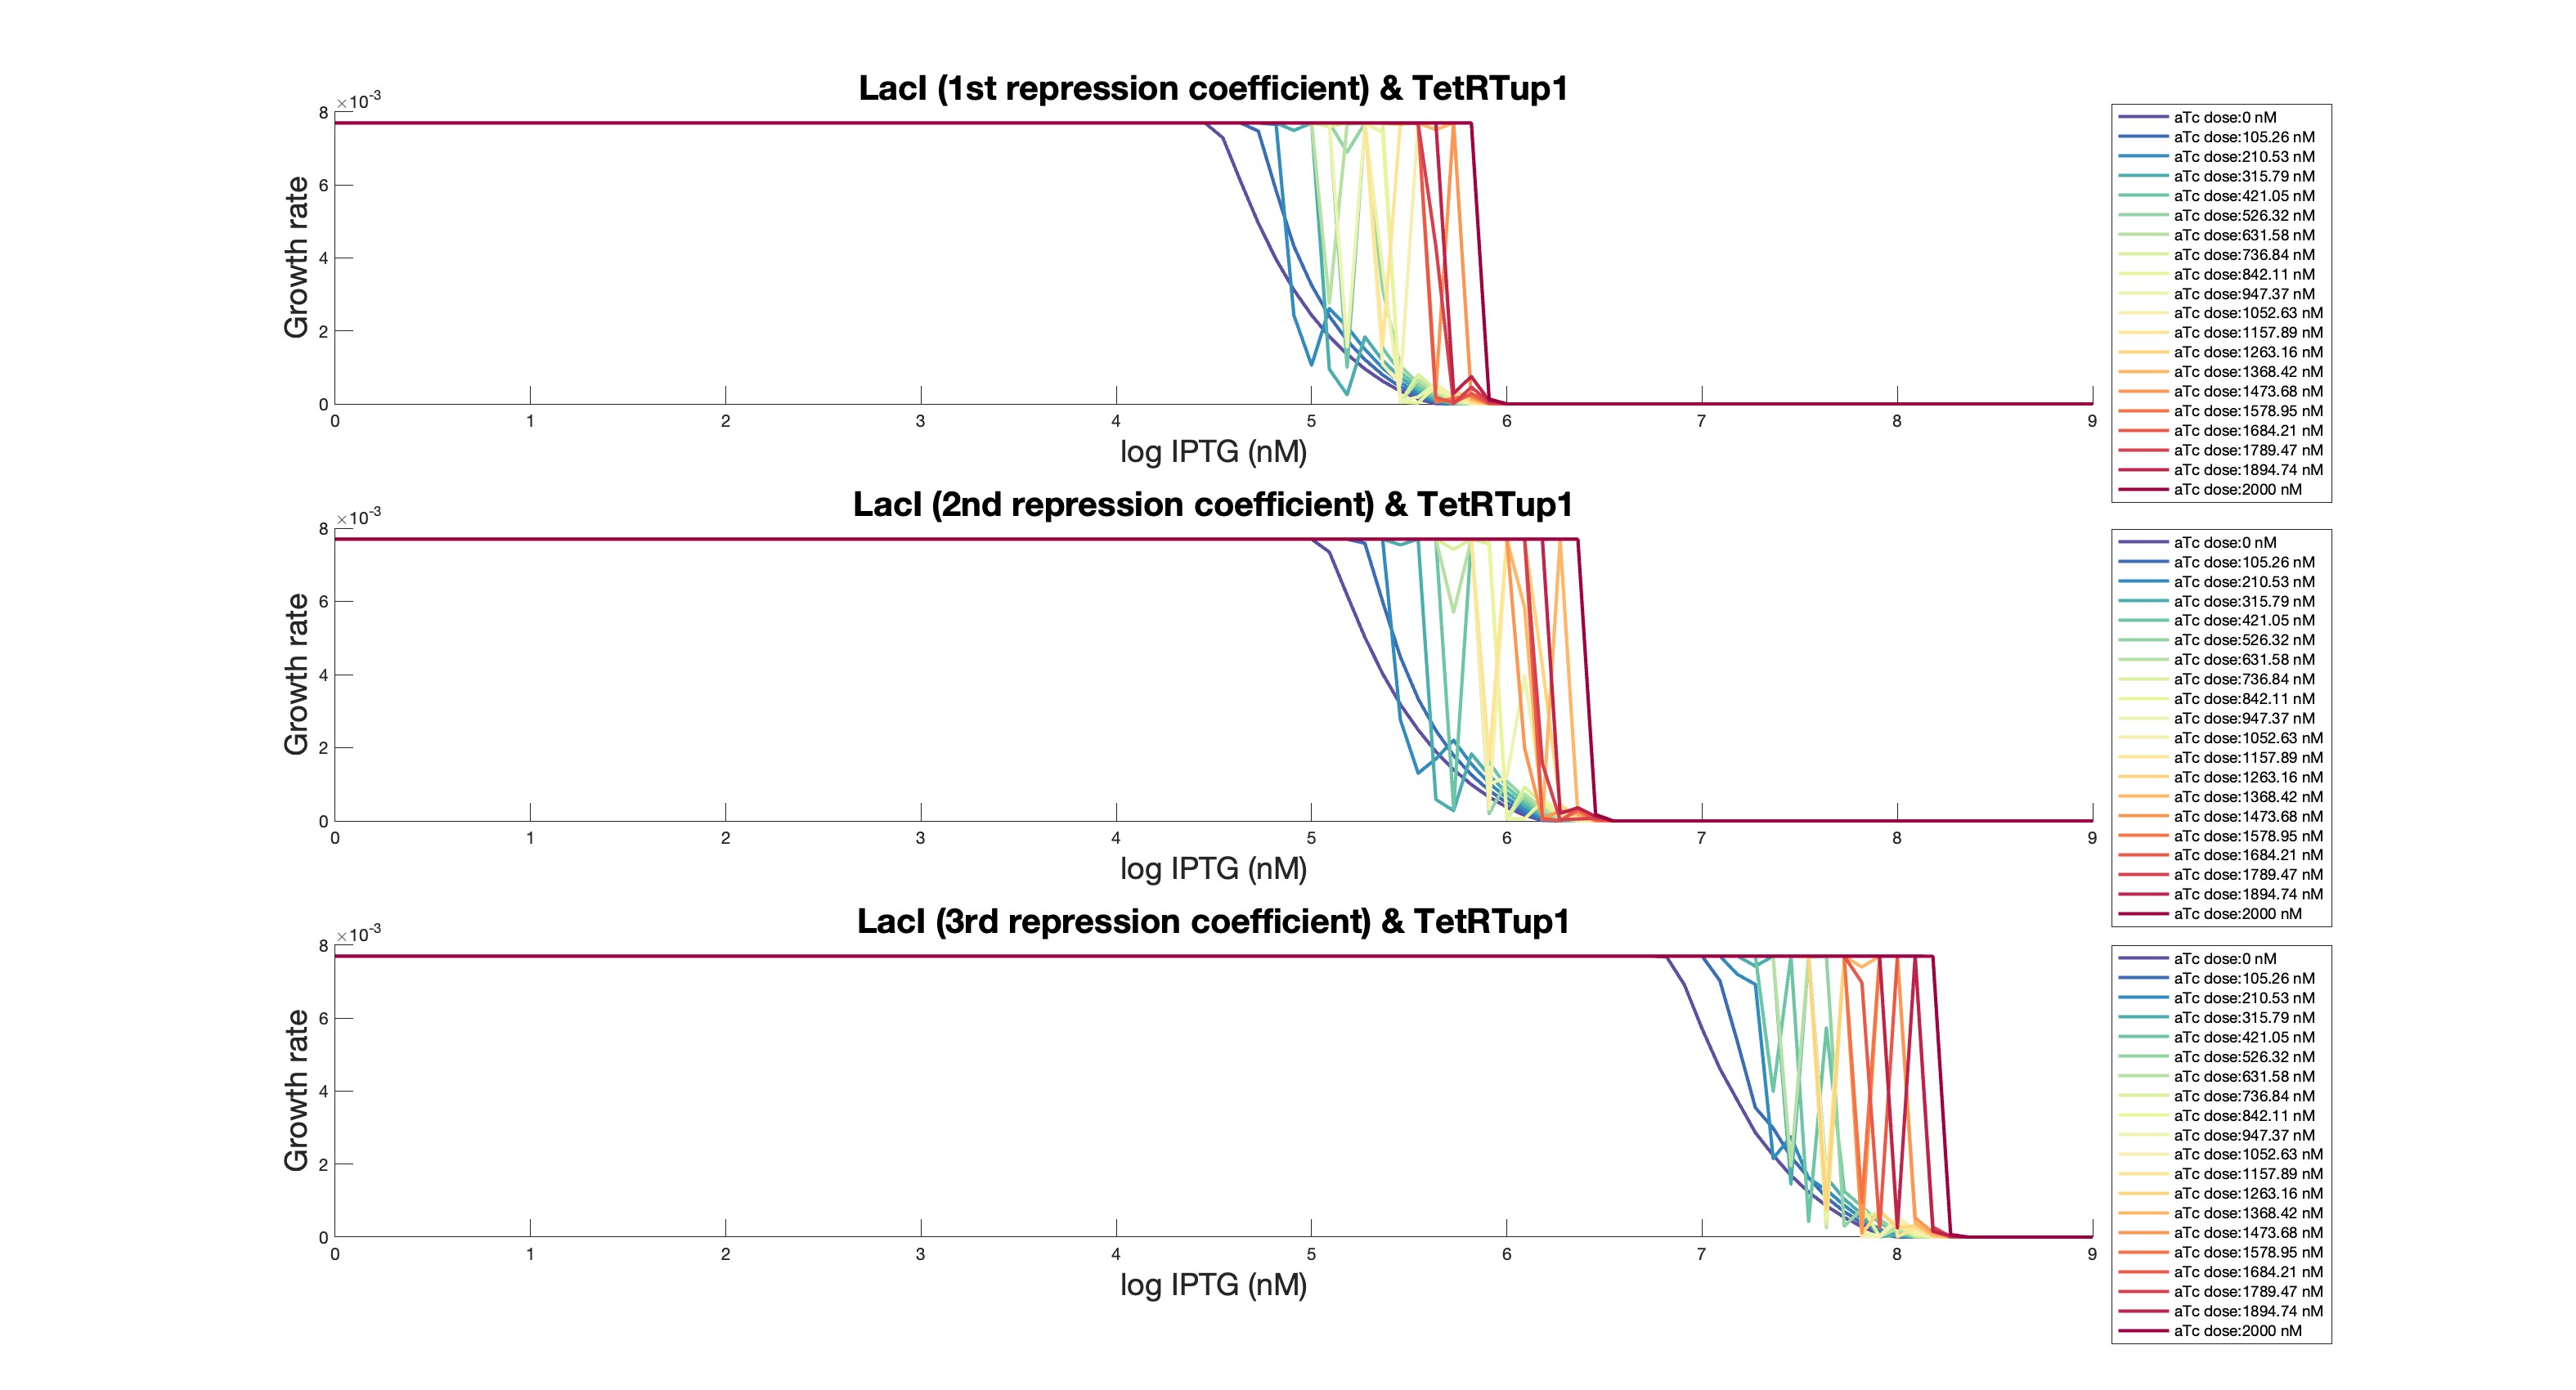 LacI (1st repression coefficient) & TetRTup1
×10-3
8
6
4
2
0
Growth rate
0 1 2 3 4 5 6 7 8 9
log IPTG (nM)
aTc dose:0 nM
aTc dose:105.26 nM
aTc dose:210.53 nM
aTc dose:315.79 nM
aTc dose:421.05 nM
aTc dose:526.32 nM
aTc dose:631.58 nM
aTc dose:736.84 nM
aTc dose:842.11 nM
aTc dose:947.37 nM
aTc dose:1052.63 nM
aTc dose:1157.89 nM
aTc dose:1263.16 nM
aTc dose:1368.42 nM
aTc dose:1473.68 nM
aTc dose:1578.95 nM
aTc dose:1684.21 nM
aTc dose:1789.47 nM
aTc dose:1894.74 nM
aTc dose:2000 nM
LacI (2nd repression coefficient) & TetRTup1
×10-3
8
6
4
2
0
Growth rate
0 1 2 3 4 5 6 7 8 9
log IPTG (nM)
aTc dose:0 nM
aTc dose:105.26 nM
aTc dose:210.53 nM
aTc dose:315.79 nM
aTc dose:421.05 nM
aTc dose:526.32 nM
aTc dose:631.58 nM
aTc dose:736.84 nM
aTc dose:842.11 nM
aTc dose:947.37 nM
aTc dose:1052.63 nM
aTc dose:1157.89 nM
aTc dose:1263.16 nM
aTc dose:1368.42 nM
aTc dose:1473.68 nM
aTc dose:1578.95 nM
aTc dose:1684.21 nM
aTc dose:1789.47 nM
aTc dose:1894.74 nM
aTc dose:2000 nM
LacI (3rd repression coefficient) & TetRTup1
×10-3
8
6
4
2
0
Growth rate
0 1 2 3 4 5 6 7 8 9
log IPTG (nM)
aTc dose:0 nM
aTc dose:105.26 nM
aTc dose:210.53 nM
aTc dose:315.79 nM
aTc dose:421.05 nM
aTc dose:526.32 nM
aTc dose:631.58 nM
aTc dose:736.84 nM
aTc dose:842.11 nM
aTc dose:947.37 nM
aTc dose:1052.63 nM
aTc dose:1157.89 nM
aTc dose:1263.16 nM
aTc dose:1368.42 nM
aTc dose:1473.68 nM
aTc dose:1578.95 nM
aTc dose:1684.21 nM
aTc dose:1789.47 nM
aTc dose:1894.74 nM
aTc dose:2000 nM